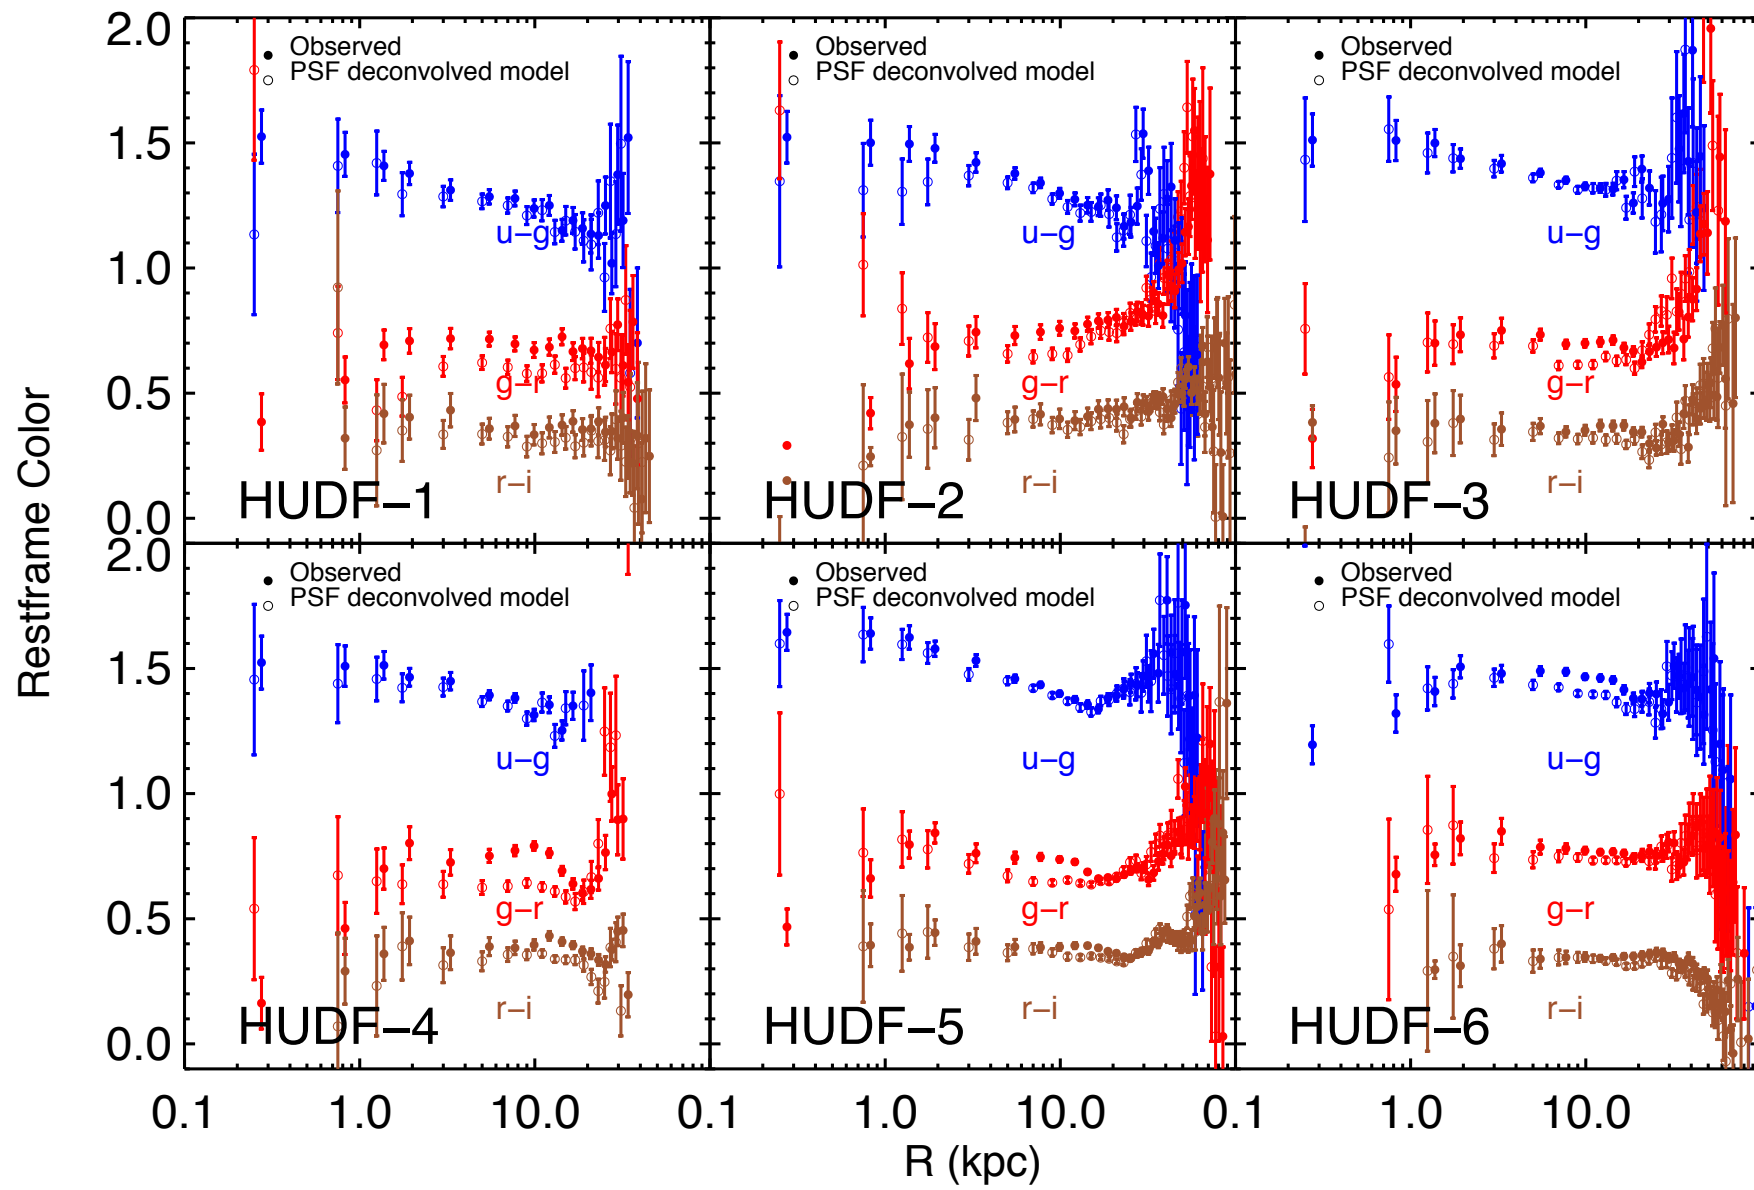 2.0
1.5
1.0
0.5
0.0
Observed
PSF deconvolved model
u−g
g−r
r−i
HUDF−1
Observed
PSF deconvolved model
u−g
g−r
r−i
HUDF−2
Observed
PSF deconvolved model
u−g
g−r
r−i
HUDF−3
Restframe Color
2.0
1.5
1.0
0.5
0.0
Observed
PSF deconvolved model
u−g
g−r
r−i
HUDF−4
Observed
PSF deconvolved model
u−g
g−r
r−i
HUDF−5
Observed
PSF deconvolved model
u−g
g−r
r−i
HUDF−6
0.1 1.0 10.0 0.1 1.0 10.0 0.1 1.0 10.0
R (kpc)